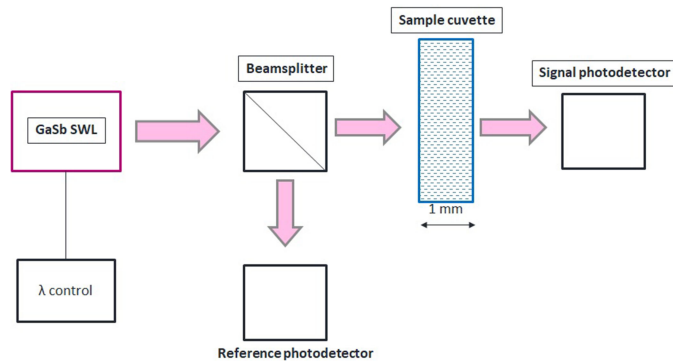 Sample cuvette
Beamsplitter
Signal photodetector
GaSb SWL
1 mm
λ control
Reference photodetector